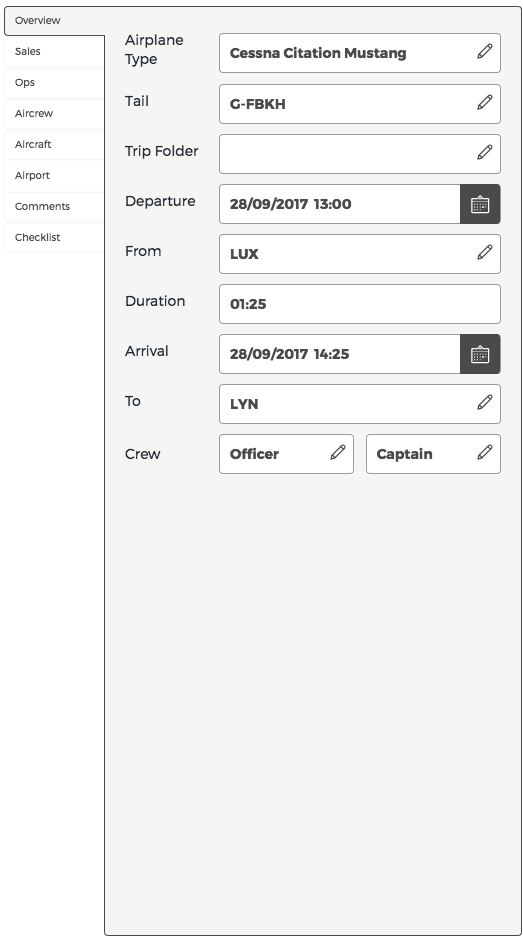 Overview
Sales
Ops
Aircrew
Aircraft
Airport
Comments
Checklist
Airplane
Type
Cessna Citation Mustang
Tail
G-FBKH
Trip Folder
Departure
28/09/2017 13:00
From
LUX
Duration
01:25
Arrival
28/09/2017 14:25
To
LYN
Crew
Officer
Captain